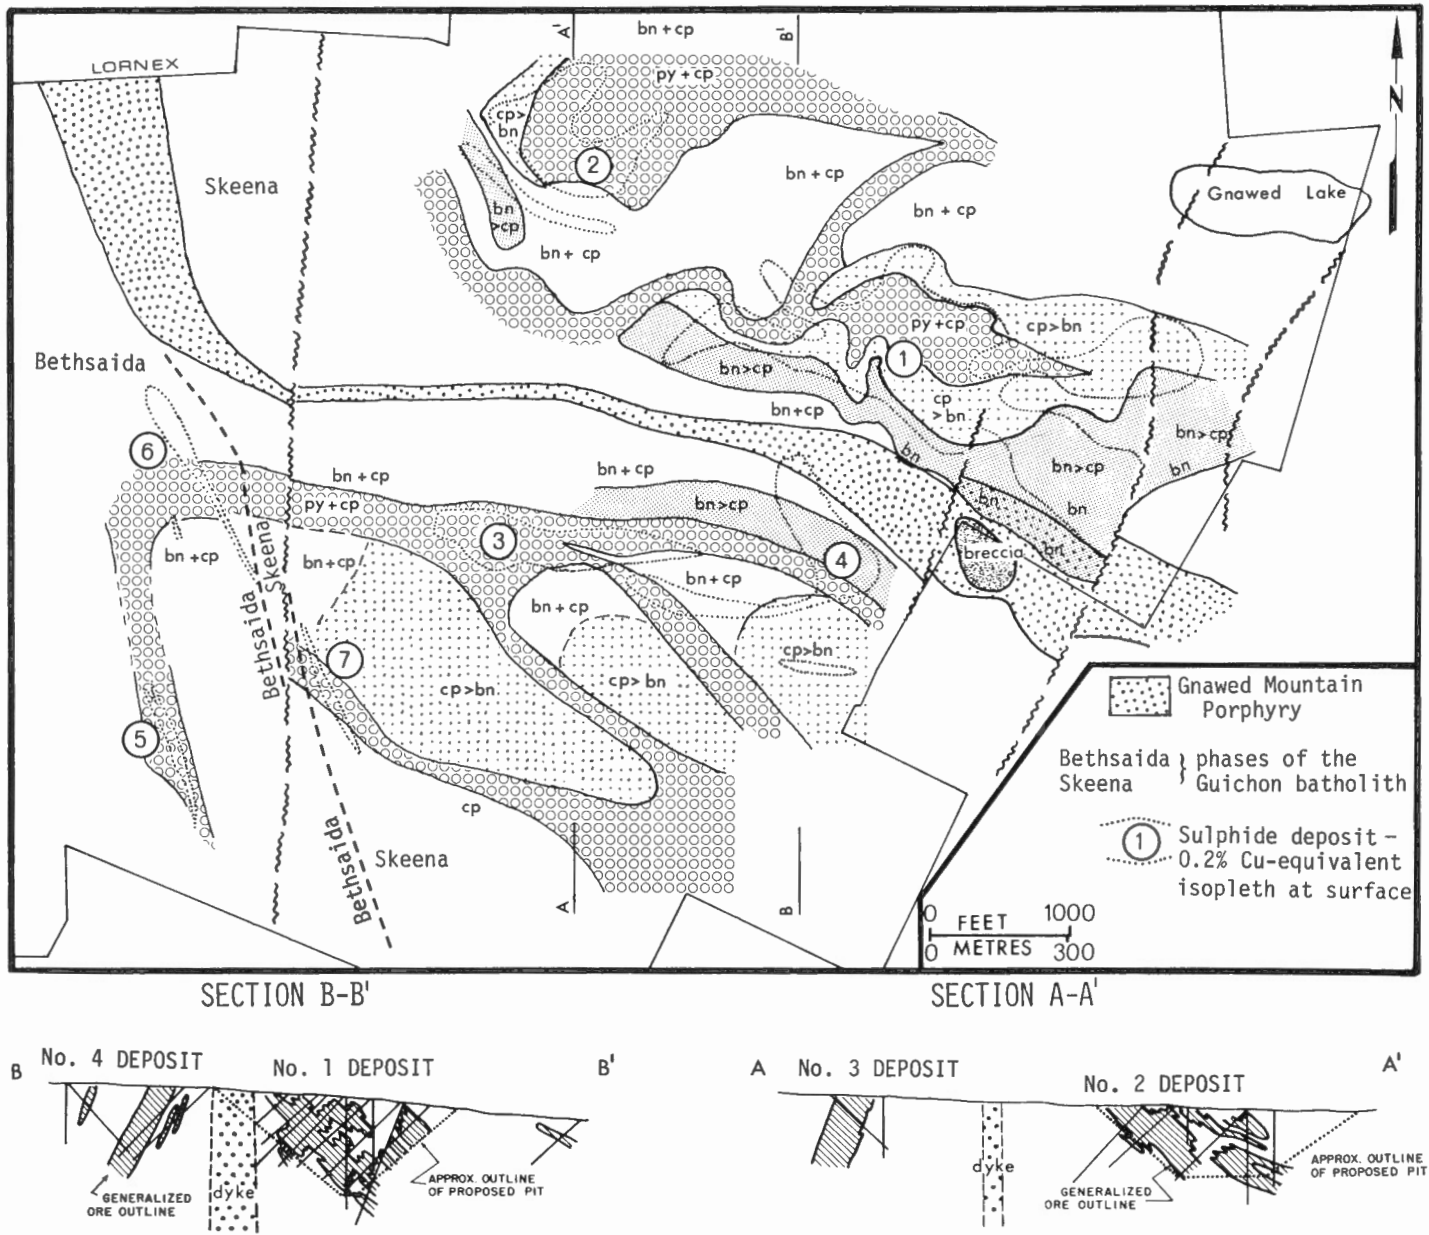 A'
bn + cp
B'
LORNEX
py + cp
N
cp>
bn
Skeena
2
bn + cp
Gnawed Lake
bn
>cp
bn + cp
bn + cp
py + cp
cp>bn
Bethsaida
1
bn>cp
cp
>bn
bn+cp
bn>cp
6
bn
bn + cp
bn + cp
bn>cp
bn
bn>cp
bn
py + cp
bn
3
4
breccia
bn
bn +cp
Skeena
bn+cp
bn+cp
bn + cp
Bethsaida
7
cp>bn
cp>bn
cp> bn
5
Gnawed Mountain
Porphyry
Bethsaida } phases of the
Skeena Guichon batholith
cp
Bethsaida
Skeena
1 Sulphide deposit -
0.2% Cu-equivalent
isopleth at surface
A
B
0 FEET 1000
0 METRES 300
SECTION B-B'
SECTION A-A'
B
No. 4 DEPOSIT
No. 1 DEPOSIT
B'
A
No. 3 DEPOSIT
No. 2 DEPOSIT
A'
GENERALIZED
ORE OUTLINE
dyke
APPROX. OUTLINE
OF PROPOSED PIT
dyke
GENERALIZED
ORE OUTLINE
APPROX. OUTLINE
OF PROPOSED PIT